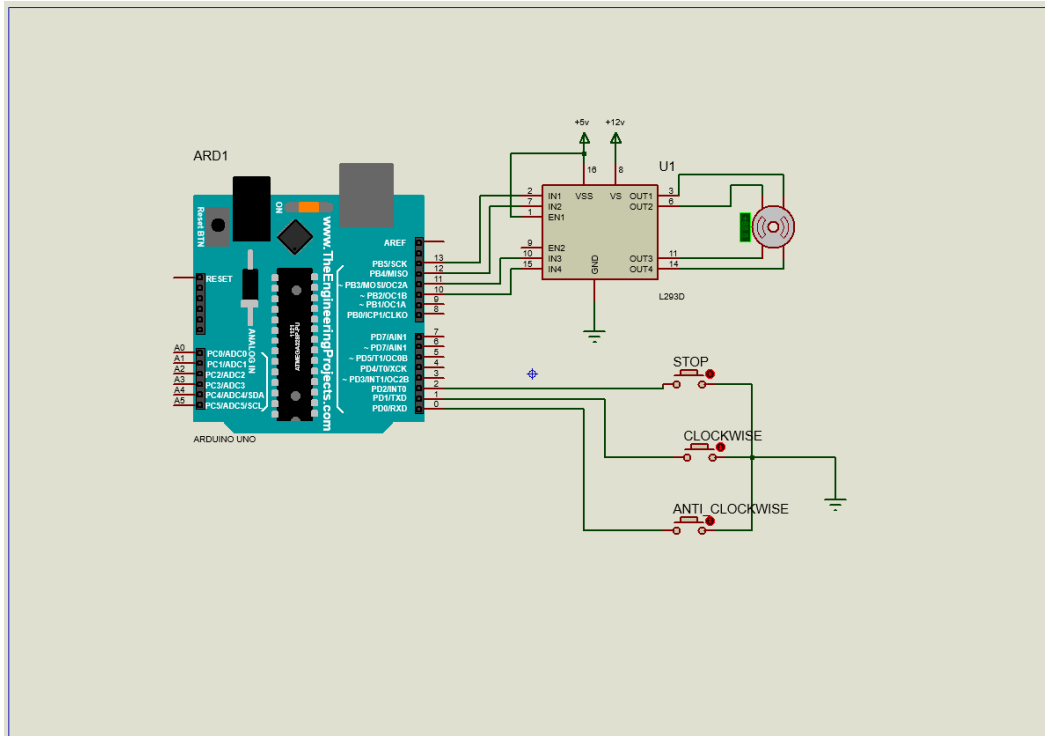 ARD1
ON
Reset BTN
www.TheEngineeringProjects.com
AREF
RESET
PB5/SCK 13
PB4/MISO 12
~ PB3/MOSI/OC2A 11
~ PB2/OC1B 10
~ PB1/OC1A 9
PB0/ICP1/CLKO 8
PD7/AIN1 7
~ PD7/AIN1 6
~ PD5/T1/OC0B 5
PD4/T0/XCK 4
~ PD3/INT1/OC2B 3
PD2/INT0 2
PD1/TXD 1
PD0/RXD 0
ANALOG IN
1121
ATMEGA328P-PU
A0 PC0/ADC0
A1 PC1/ADC1
A2 PC2/ADC2
A3 PC3/ADC3
A4 PC4/ADC4/SDA
A5 PC5/ADC5/SCL
ARDUINO UNO
+5v +12v
16 8
U1
2 IN1 VSS VS OUT1 3
7 IN2 OUT2 6
1 EN1
9 EN2
10 IN3 OUT3 11
15 IN4 OUT4 14
GND
L293D
STOP
CLOCKWISE
ANTI_CLOCKWISE